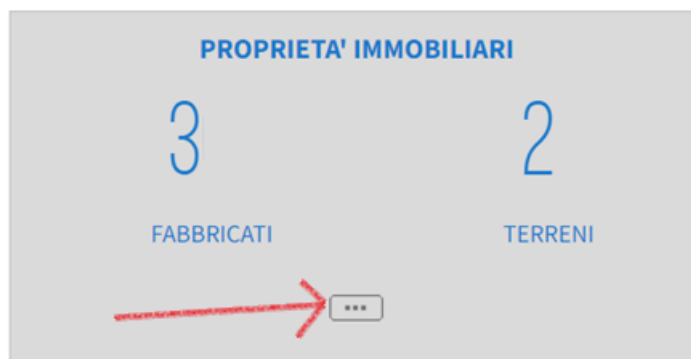 PROPRIETA' IMMOBILIARI
3 2
FABBRICATI TERRENI
...